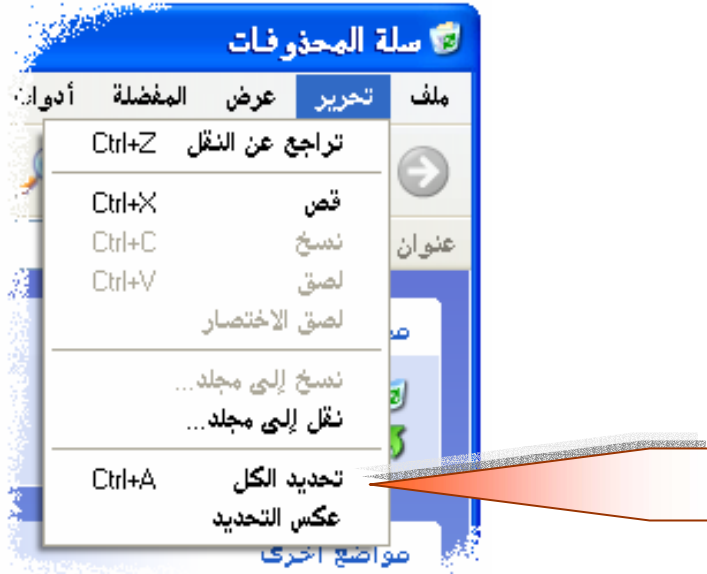 سلة المحذوفات
ملف تحرير عرض المفضلة
تراجع عن النقل Ctrl+Z
قص Ctrl+X
نسخ Ctrl+C
لصق Ctrl+V
لصق الاختصار
نسخ إلى مجلد...
نقل إلى مجلد...
تحديد الكل Ctrl+A
عكس التحديد
عنوان
مواضع أخرى